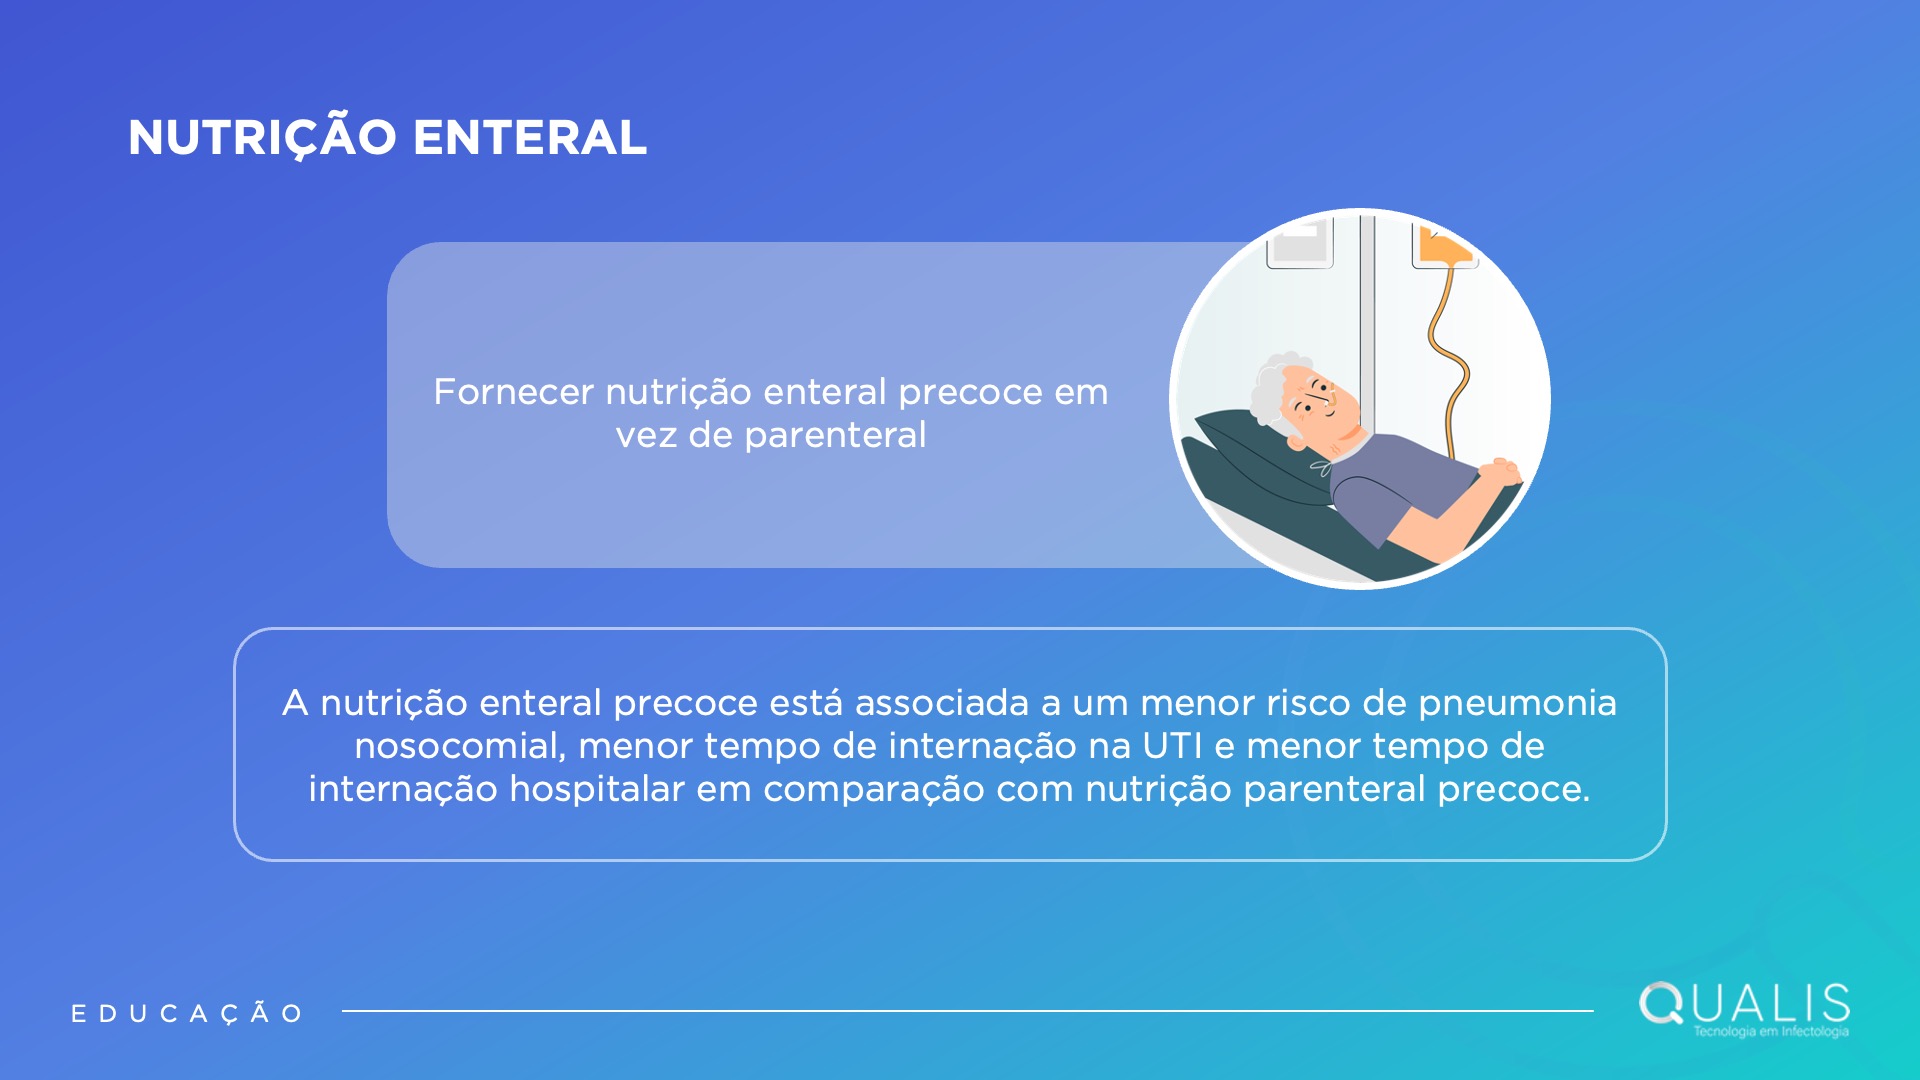 NUTRIÇÃO ENTERAL
Fornecer nutrição enteral precoce em
vez de parenteral
A nutrição enteral precoce está associada a um menor risco de pneumonia
nosocomial, menor tempo de internação na UTI e menor tempo de
internação hospitalar em comparação com nutrição parenteral precoce.
EDUCAÇÃO
QUALIS
Tecnologia em Infectologia